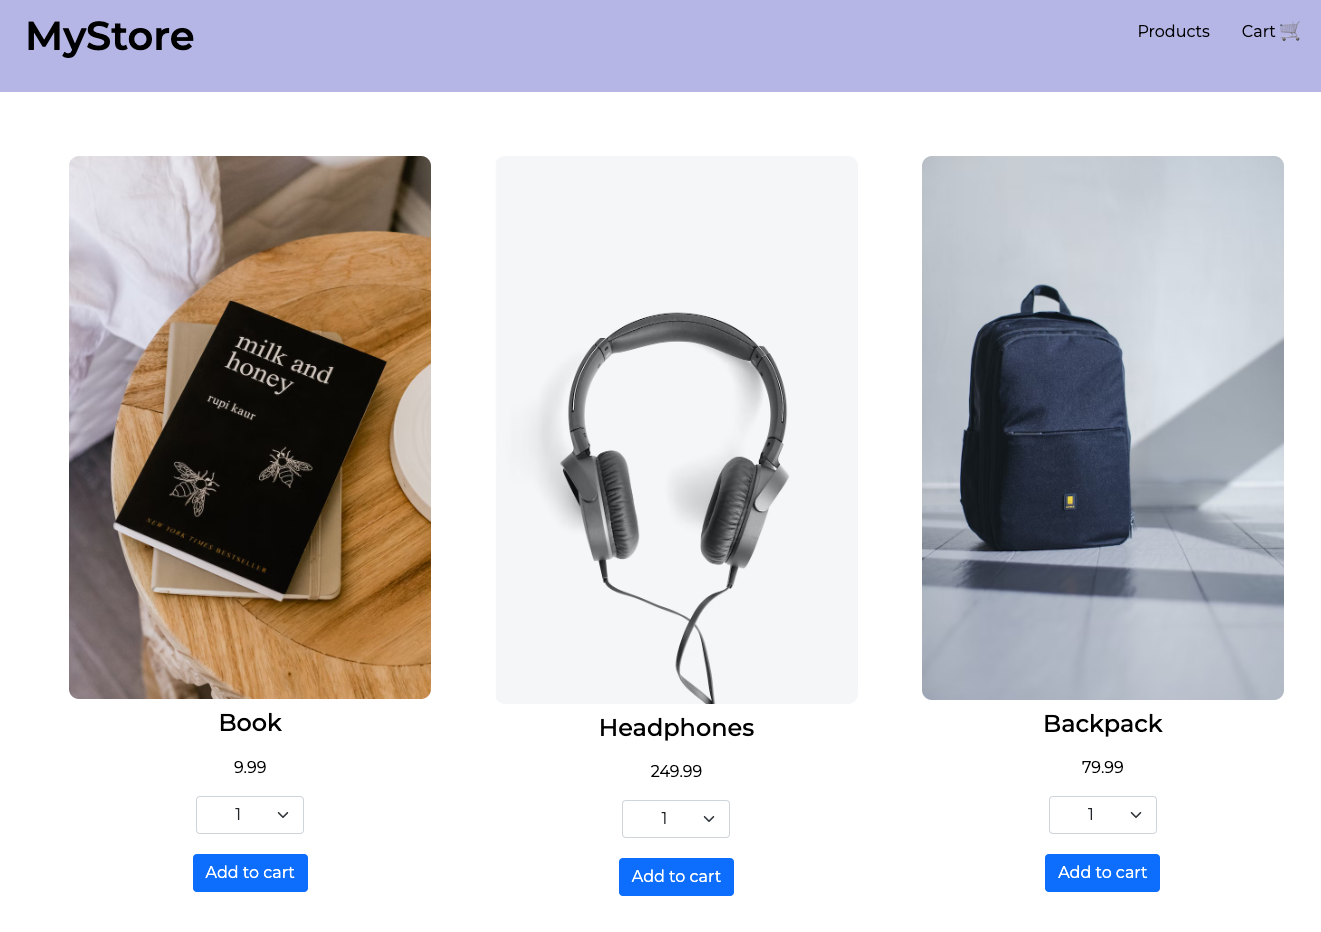 MyStore
Products
Cart
milk and
honey
rupi kaur
NEW YORK TIMES BESTSELLER
Book
9.99
1
Add to cart
Headphones
249.99
1
Add to cart
Backpack
79.99
1
Add to cart